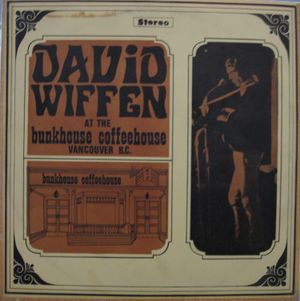 Stereo
DAVID
WIFFEN
AT THE
bunkhouse coffeehouse
VANCOUVER B.C.
bunkhouse coffeehouse